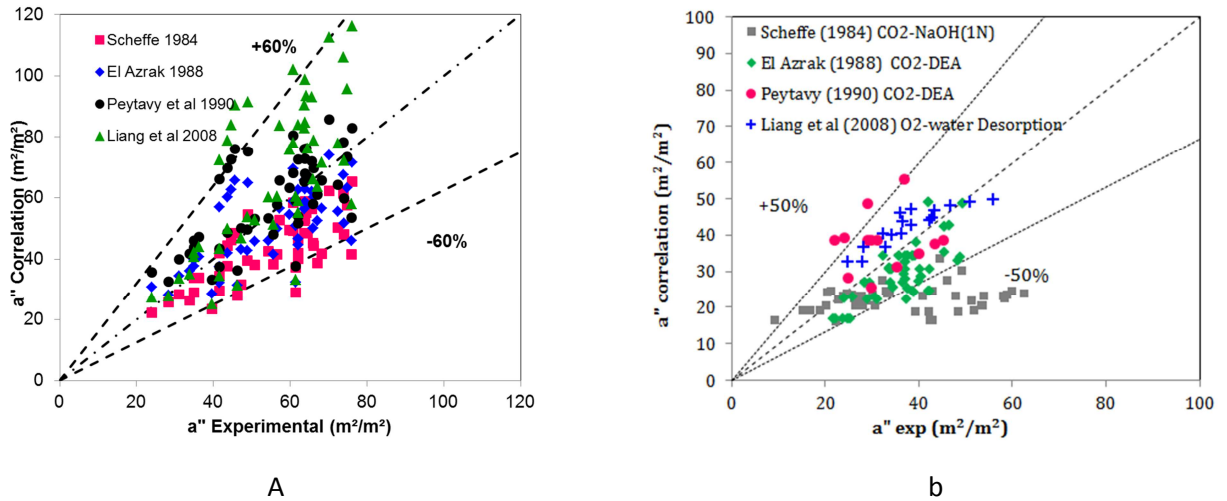 120
100
80
60
40
20
0
0
20
40
60
80
100
120
a" Correlation (m²/m²)
a" Experimental (m²/m²)
Scheffe 1984
El Azrak 1988
Peytavy et al 1990
Liang et al 2008
+60%
-60%
A
100
90
80
70
60
50
40
30
20
10
0
0
20
40
60
80
100
a" correlation (m²/m²)
a" exp (m²/m²)
Scheffe (1984) CO2-NaOH(1N)
El Azrak (1988) CO2-DEA
Peytavy (1990) CO2-DEA
Liang et al (2008) O2-water Desorption
+50%
-50%
b